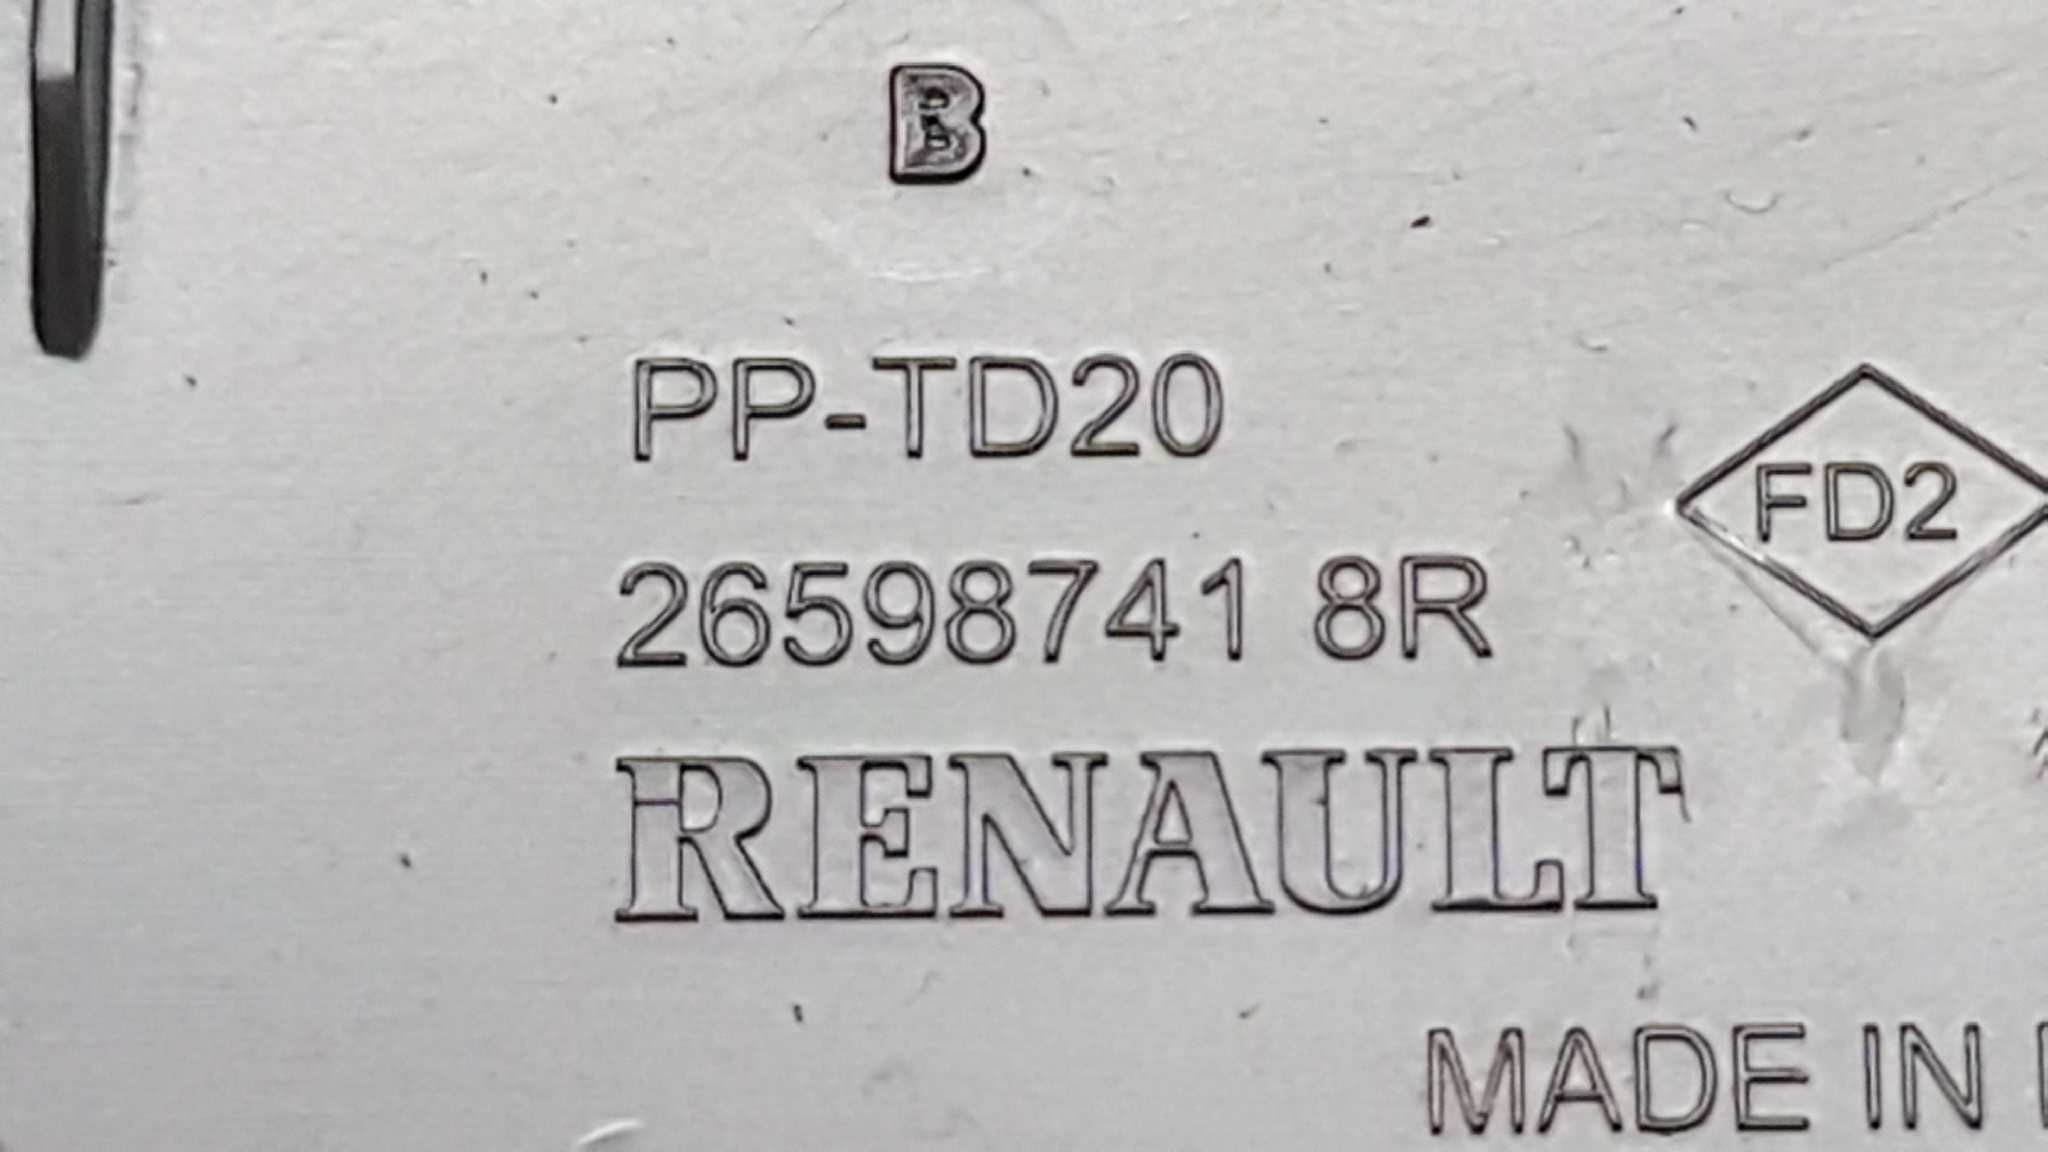 B
PP-TD20
FD2
26598741 8R
RENAULT
MADE IN